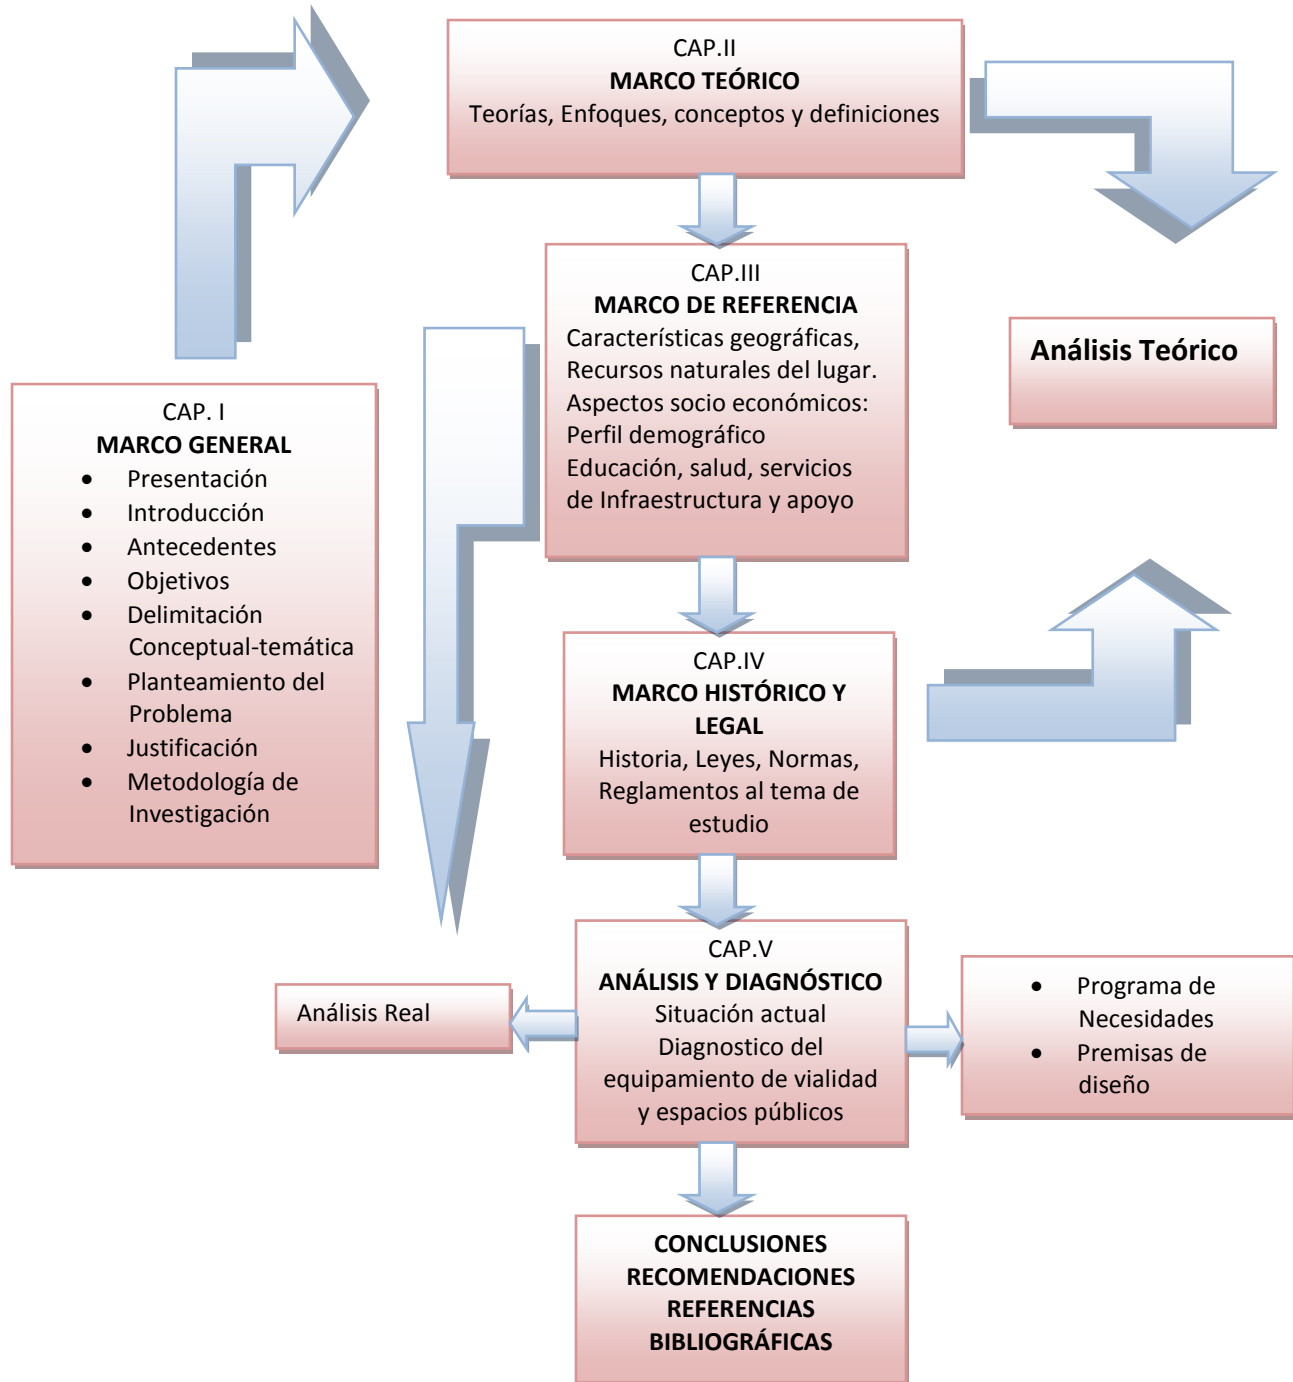 CAP.II
MARCO TEÓRICO
Teorías, Enfoques, conceptos y definiciones
CAP.III
MARCO DE REFERENCIA
Características geográficas,
Recursos naturales del lugar.
Aspectos socio económicos:
Perfil demográfico
Educación, salud, servicios
de Infraestructura y apoyo
Análisis Teórico
CAP. I
MARCO GENERAL
• Presentación
• Introducción
• Antecedentes
• Objetivos
• Delimitación
Conceptual-temática
• Planteamiento del
Problema
• Justificación
• Metodología de
Investigación
CAP.IV
MARCO HISTÓRICO Y
LEGAL
Historia, Leyes, Normas,
Reglamentos al tema de
estudio
CAP.V
ANÁLISIS Y DIAGNÓSTICO
Situación actual
Diagnostico del
equipamiento de vialidad
y espacios públicos
Análisis Real
• Programa de
Necesidades
• Premisas de
diseño
CONCLUSIONES
RECOMENDACIONES
REFERENCIAS
BIBLIOGRÁFICAS